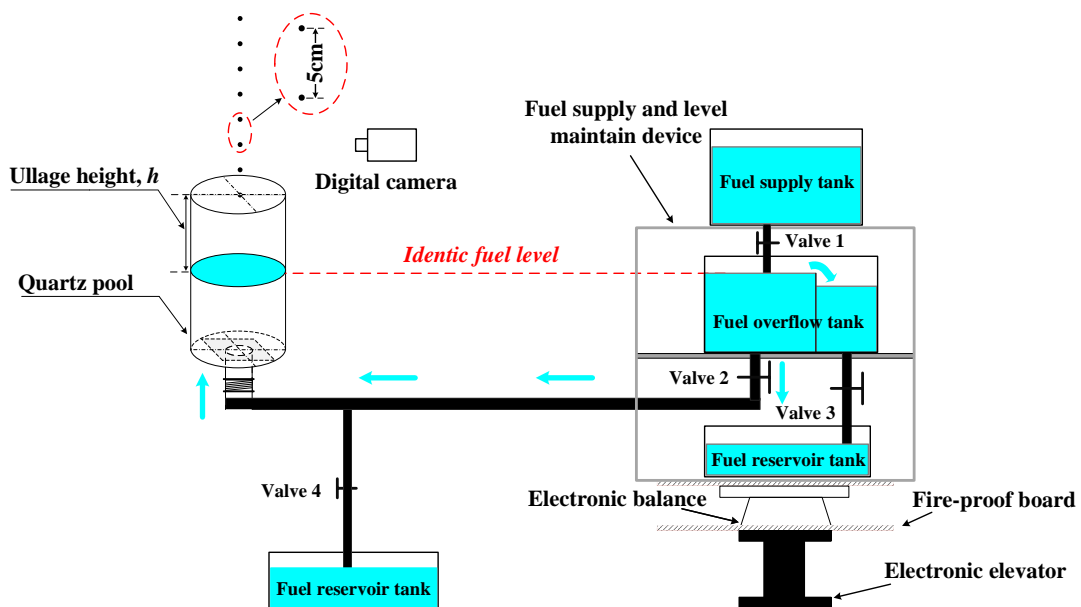 5cm
Fuel supply and level
maintain device
Ullage height, h
Digital camera
Fuel supply tank
Valve 1
Identic fuel level
Quartz pool
Fuel overflow tank
Valve 2
Valve 3
Fuel reservoir tank
Valve 4
Electronic balance
Fire-proof board
Electronic elevator
Fuel reservoir tank